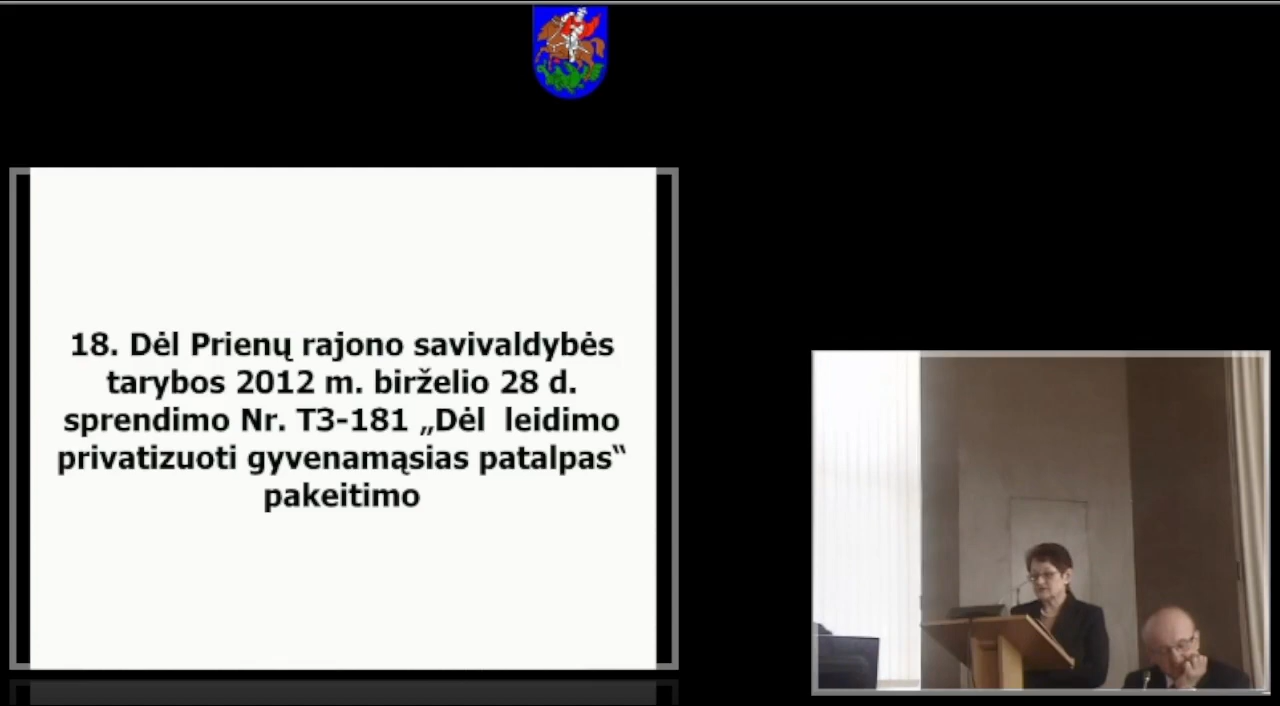 18. Dėl Prienų rajono savivaldybės
tarybos 2012 m. birželio 28 d.
sprendimo Nr. T3-181 „Dėl  leidimo
privatizuoti gyvenamąsias patalpas“
pakeitimo